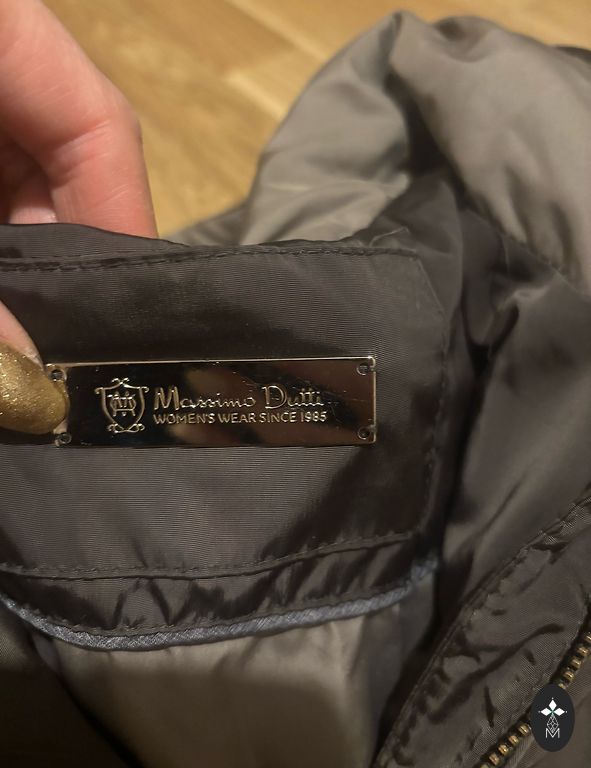 Massimo Dutti
WOMEN'S WEAR SINCE 1985
M